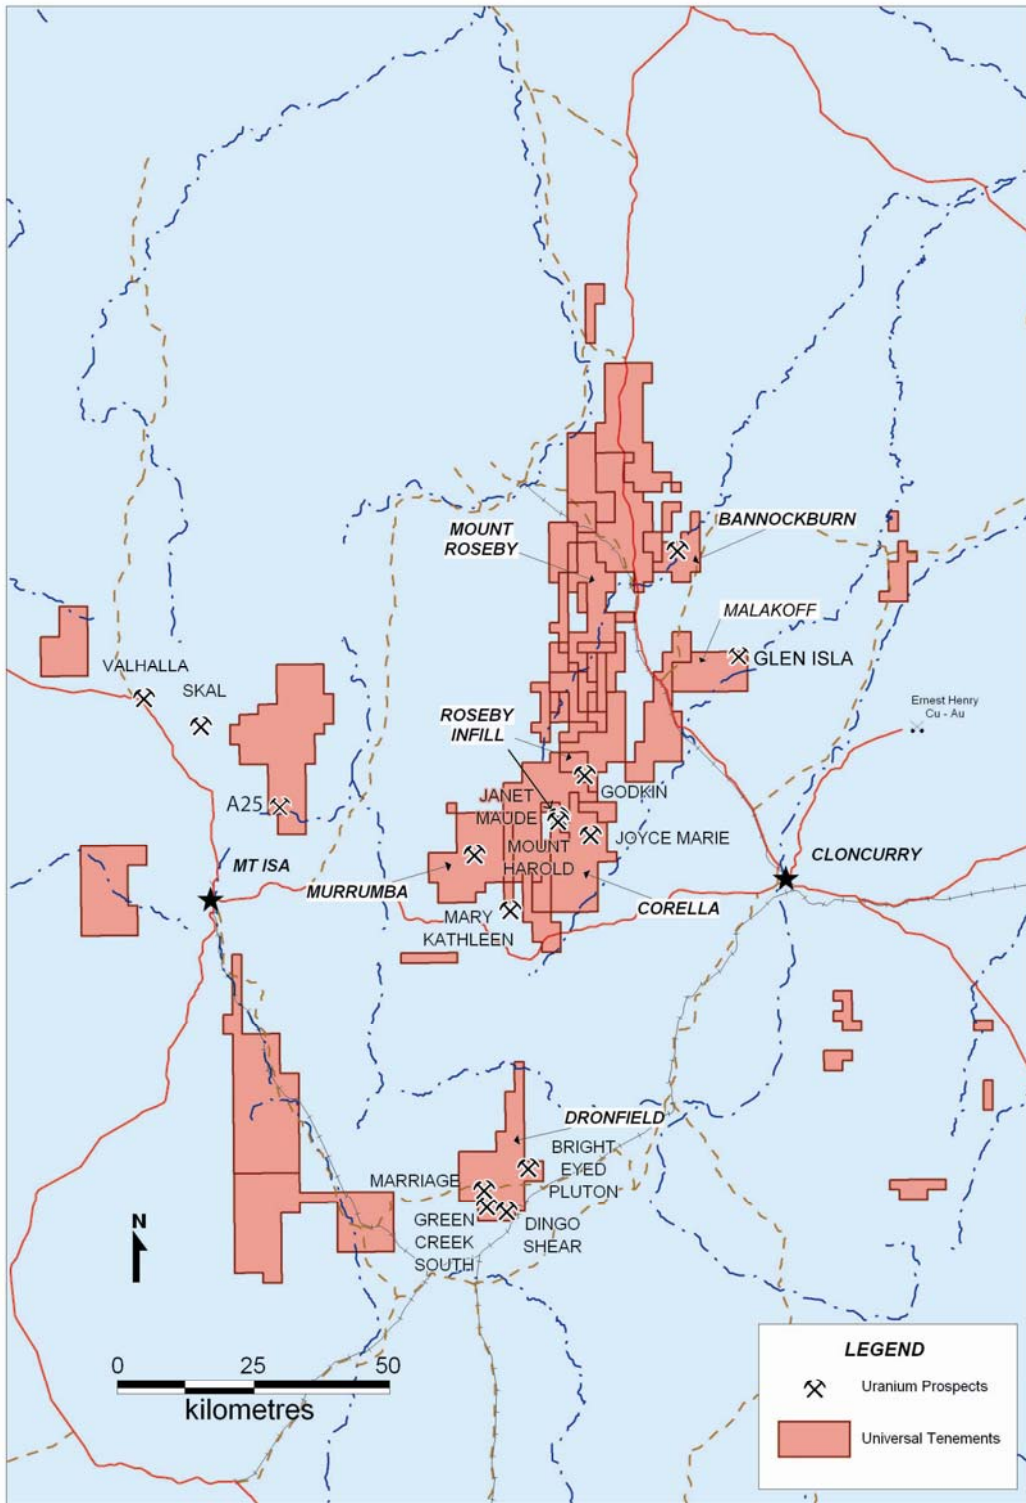 MOUNT
ROSEBY
BANNOCKBURN
MALAKOFF
GLEN ISLA
VALHALLA
SKAL
ROSEBY
INFILL
Ernest Henry
Cu - Au
A25
JANET
MAUDE
GODKIN
MOUNT
HAROLD
JOYCE MARIE
MT ISA
MURRUMBA
CLONCURRY
CORELLA
MARY
KATHLEEN
DRONFIELD
BRIGHT
EYED
PLUTON
MARRIAGE
GREEN
CREEK
SOUTH
DINGO
SHEAR
N
0 25 50
kilometres
LEGEND
Uranium Prospects
Universal Tenements